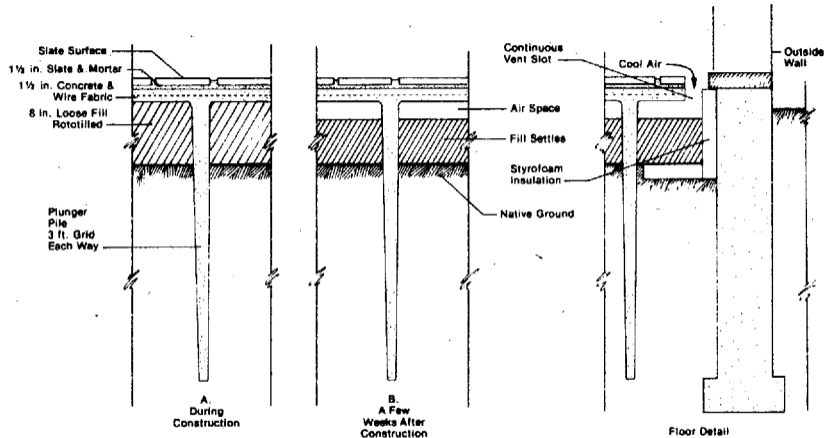 Slate Surface
1½ in. Slate & Mortar
1½ in. Concrete &
Wire Fabric
8 in. Loose Fill
Rototilled
Plunger
Pile
3 ft. Grid
Each Way
A.
During
Construction
Air Space
Fill Settles
Native Ground
B.
A Few
Weeks After
Construction
Continuous
Vent Slot
Cool Air
Outside
Wall
Styrofoam
Insulation
Floor Detail